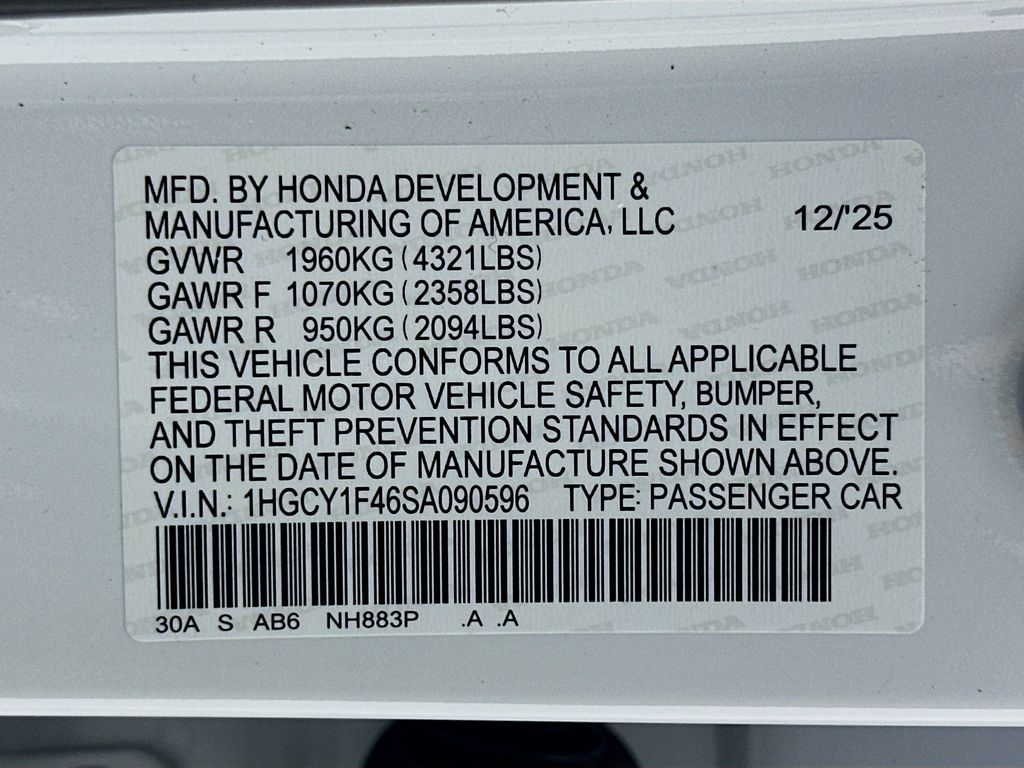 MFD. BY HONDA DEVELOPMENT &
MANUFACTURING OF AMERICA, LLC 12/'25
GVWR 1960KG (4321LBS)
GAWR F 1070KG (2358LBS)
GAWR R 950KG (2094LBS)
THIS VEHICLE CONFORMS TO ALL APPLICABLE
FEDERAL MOTOR VEHICLE SAFETY, BUMPER,
AND THEFT PREVENTION STANDARDS IN EFFECT
ON THE DATE OF MANUFACTURE SHOWN ABOVE.
V.I.N.: 1HGCY1F46SA090596 TYPE: PASSENGER CAR
30A S AB6 NH883P .A .A